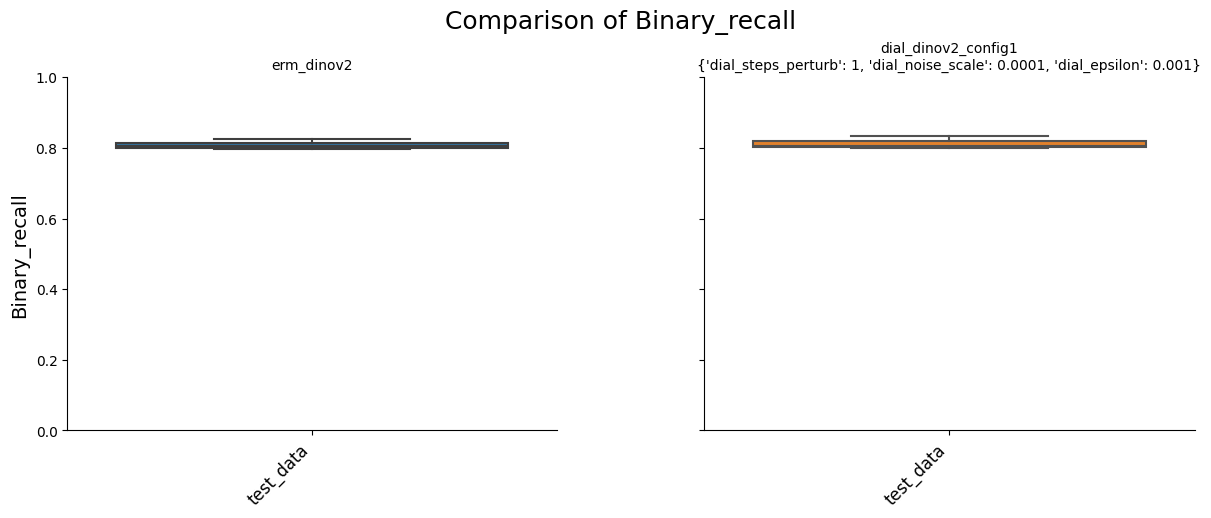 Comparison of Binary_recall
erm_dinov2
dial_dinov2_config1
{'dial_steps_perturb': 1, 'dial_noise_scale': 0.0001, 'dial_epsilon': 0.001}
Binary_recall
1.0
0.8
0.6
0.4
0.2
0.0
test_data
test_data